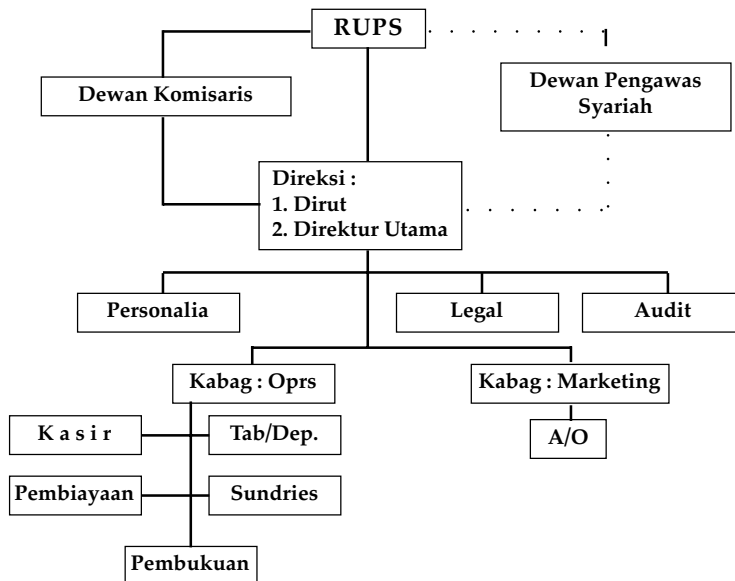 RUPS
Dewan Komisaris
Dewan Pengawas
Syariah
Direksi :
1. Dirut
2. Direktur Utama
Personalia
Legal
Audit
Kabag : Oprs
Kabag : Marketing
K a s i r
Tab/Dep.
A/O
Pembiayaan
Sundries
Pembukuan